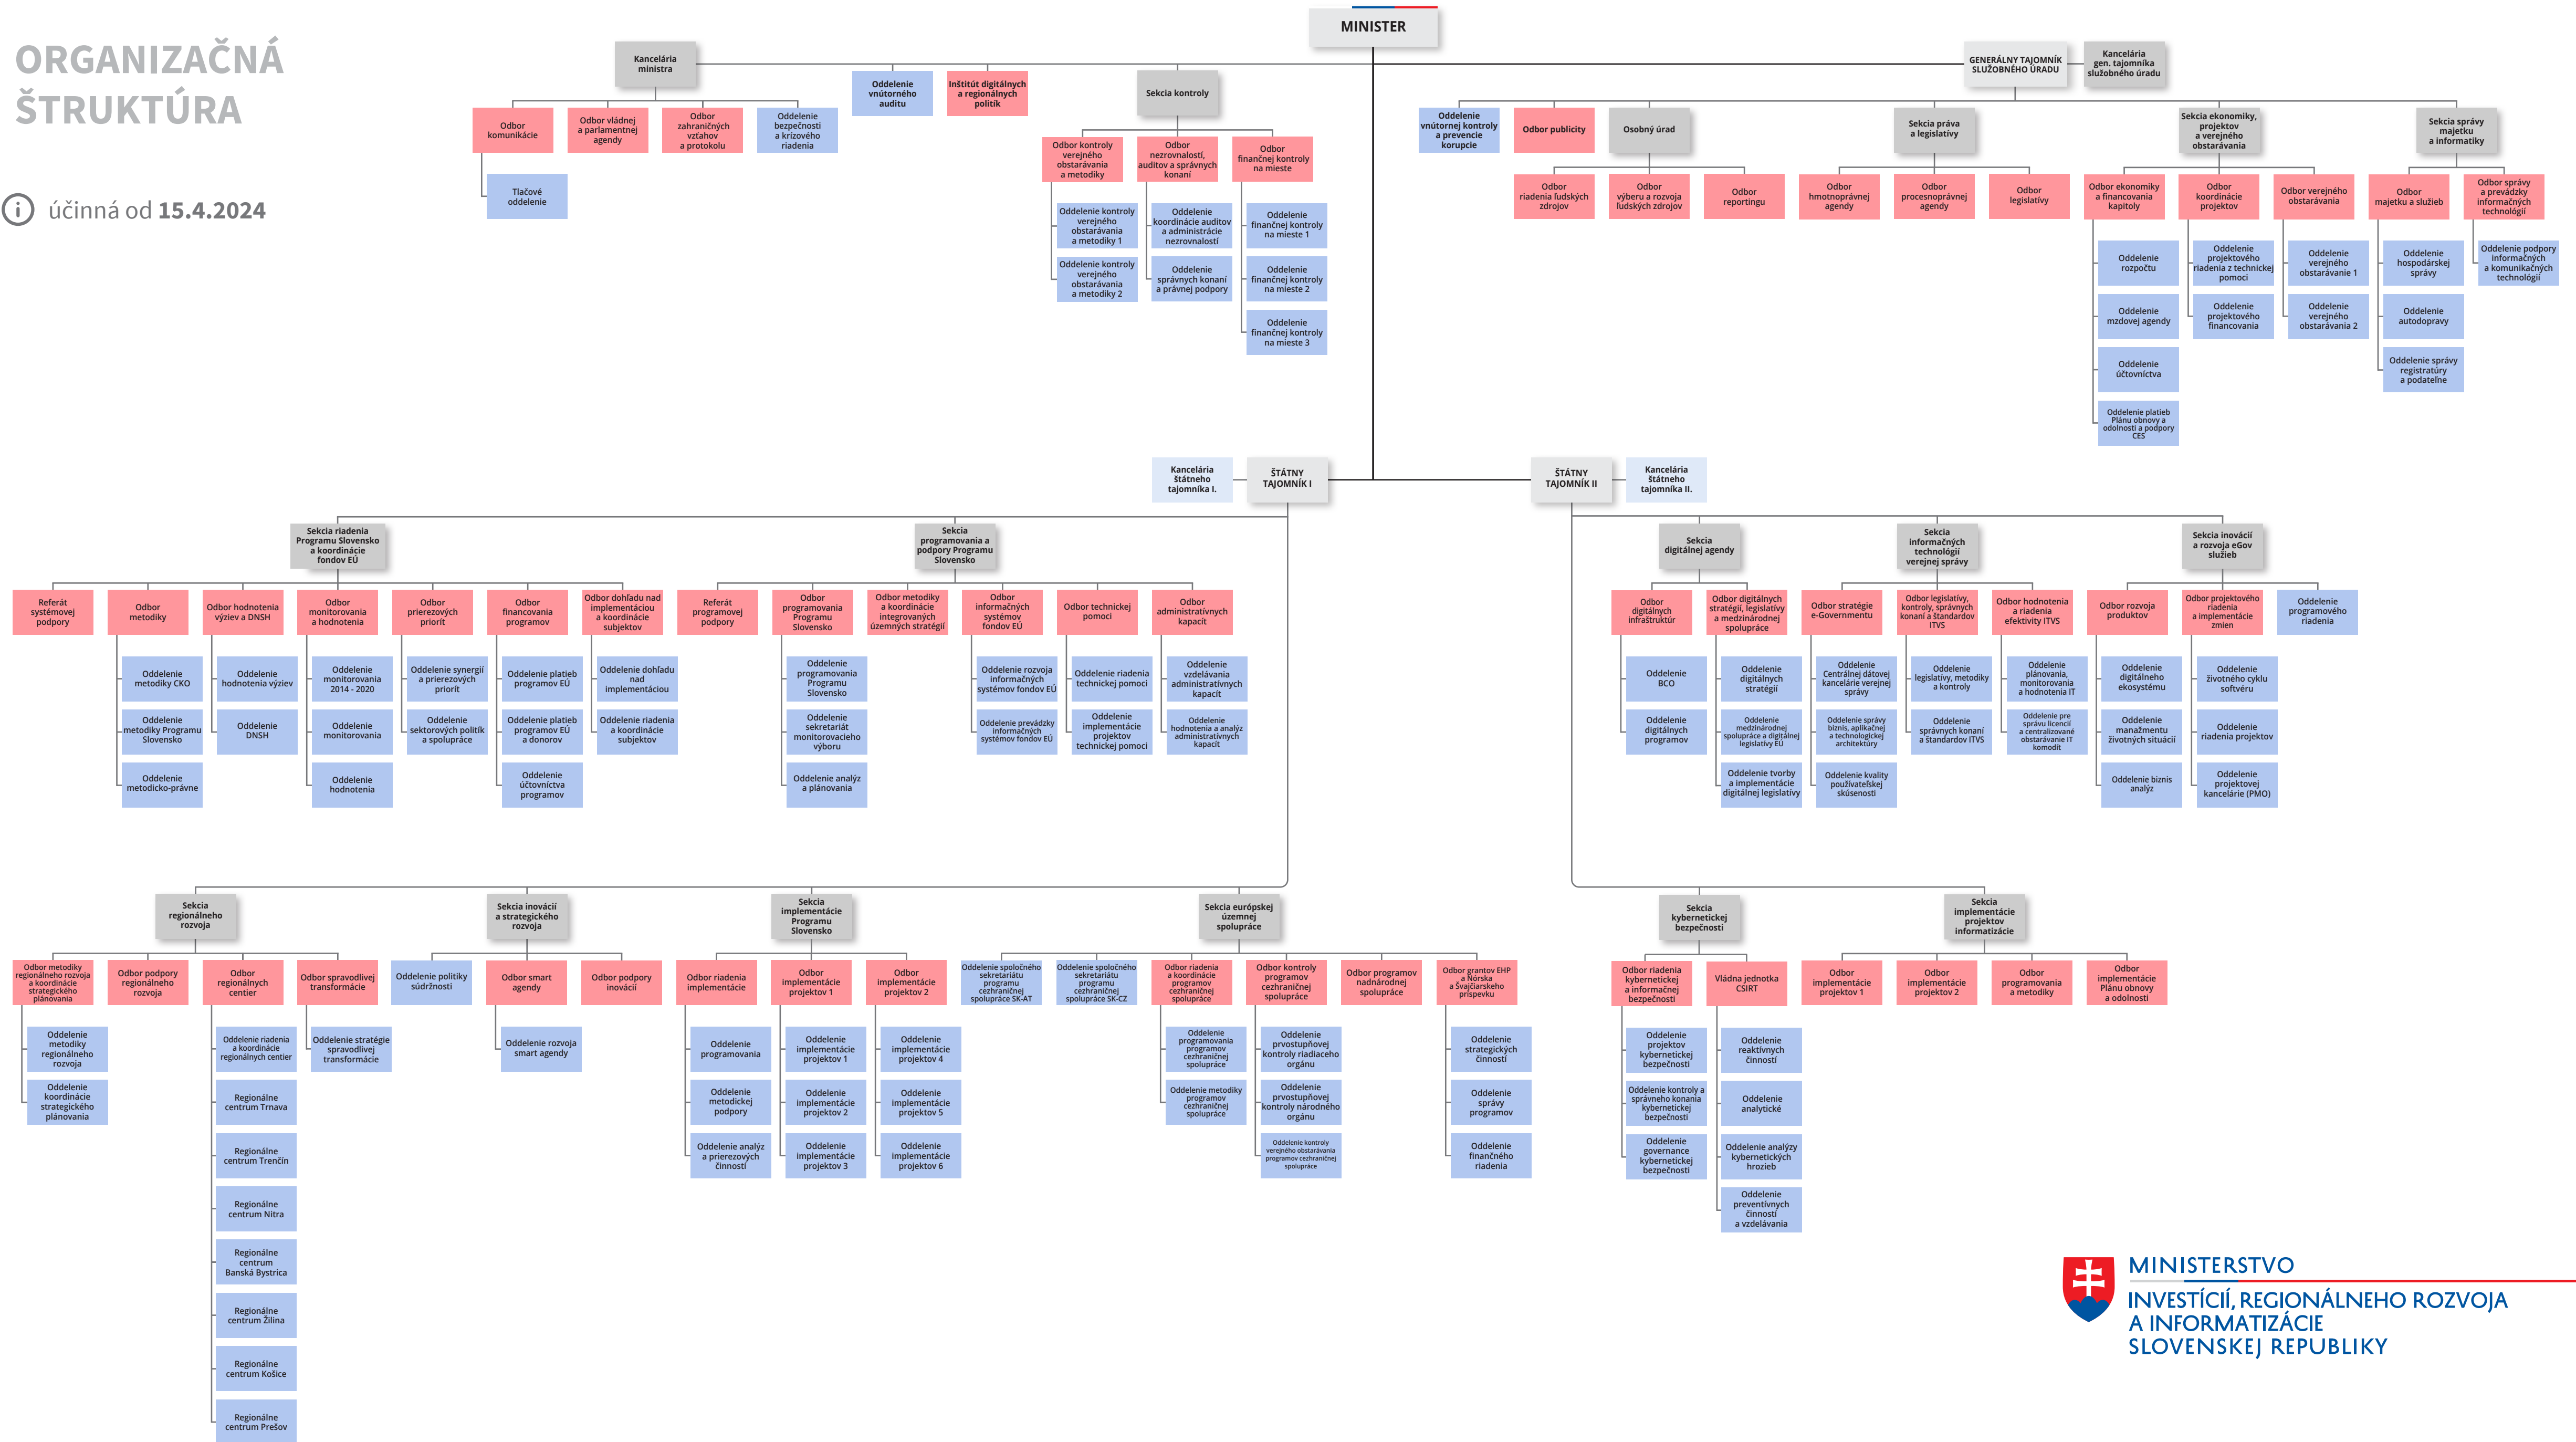 ORGANIZAČNÁ
ŠTRUKTÚRA
účinná od 15.4.2024
MINISTER
Kancelária
ministra
Odbor
komunikácie
Tlačové
oddelenie
Odbor vládnej
a parlamentnej
agendy
Odbor
zahraničných
vzťahov
a protokolu
Oddelenie
bezpečnosti
a krízového
riadenia
Oddelenie
vnútorného
auditu
Inštitút digitálnych
a regionálnych
politík
Sekcia kontroly
Odbor kontroly
verejného
obstarávania
a metodiky
Oddelenie kontroly
verejného
obstarávania
a metodiky 1
Oddelenie kontroly
verejného
obstarávania
a metodiky 2
Odbor
nezrovnalostí,
auditov a správnych
konaní
Oddelenie
koordinácie auditov
a administrácie
nezrovnalostí
Oddelenie
správnych konaní
a právnej podpory
Odbor
finančnej kontroly
na mieste
Oddelenie
finančnej kontroly
na mieste 1
Oddelenie
finančnej kontroly
na mieste 2
Oddelenie
finančnej kontroly
na mieste 3
GENERÁLNY TAJOMNÍK
SLUŽOBNÉHO ÚRADU
Kancelária
gen. tajomníka
služobného úradu
Oddelenie
vnútornej kontroly
a prevencie
korupcie
Odbor publicity
Osobný úrad
Odbor
riadenia ľudských
zdrojov
Odbor
výberu a rozvoja
ľudských zdrojov
Odbor
reportingu
Sekcia práva
a legislatívy
Odbor
hmotnoprávnej
agendy
Odbor
procesnoprávnej
agendy
Odbor
legislatívy
Sekcia ekonomiky,
projektov
a verejného
obstarávania
Odbor ekonomiky
a financovania
kapitoly
Oddelenie
rozpočtu
Oddelenie
mzdovej agendy
Oddelenie
účtovníctva
Oddelenie platieb
Plánu obnovy a
odolnosti a podpory
CES
Odbor
koordinácie
projektov
Oddelenie
projektového
riadenia z technickej
pomoci
Oddelenie
projektového
financovania
Odbor verejného
obstarávania
Oddelenie
verejného
obstarávanie 1
Oddelenie
verejného
obstarávania 2
Sekcia správy
majetku
a informatiky
Odbor
majetku a služieb
Oddelenie
hospodárskej
správy
Oddelenie
autodopravy
Oddelenie správy
registratúry
a podateľne
Odbor správy
a prevádzky
informačných
technológií
Oddelenie podpory
informačných
a komunikačných
technológií
Kancelária
štátneho
tajomníka I.
ŠTÁTNY
TAJOMNÍK I
ŠTÁTNY
TAJOMNÍK II
Kancelária
štátneho
tajomníka II.
Sekcia riadenia
Programu Slovensko
a koordinácie
fondov EÚ
Referát
systémovej
podpory
Odbor
metodiky
Oddelenie
metodiky CKO
Oddelenie
metodiky Programu
Slovensko
Oddelenie
metodicko-právne
Odbor hodnotenia
výziev a DNSH
Oddelenie
hodnotenia výziev
Oddelenie
DNSH
Odbor
monitorovania
a hodnotenia
Oddelenie
monitorovania
2014 - 2020
Oddelenie
monitorovania
Oddelenie
hodnotenia
Odbor
prierezových
priorít
Oddelenie synergií
a prierezových
priorít
Oddelenie
sektorových politík
a spolupráce
Odbor
financovania
programov
Oddelenie platieb
programov EÚ
Oddelenie platieb
programov EÚ
a donorov
Oddelenie
účtovníctva
programov
Odbor dohľadu nad
implementáciou
a koordinácie
subjektov
Oddelenie dohľadu
nad
implementáciou
Oddelenie riadenia
a koordinácie
subjektov
Sekcia
programovania a
podpory Programu
Slovensko
Referát
programovej
podpory
Odbor
programovania
Programu
Slovensko
Oddelenie
programovania
Programu
Slovensko
Oddelenie
sekretariát
monitorovacieho
výboru
Oddelenie analýz
a plánovania
Odbor metodiky
a koordinácie
integrovaných
územných stratégií
Odbor
informačných
systémov
fondov EÚ
Oddelenie rozvoja
informačných
systémov fondov EÚ
Oddelenie prevádzky
informačných
systémov fondov EÚ
Odbor technickej
pomoci
Oddelenie riadenia
technickej pomoci
Oddelenie
implementácie
projektov
technickej pomoci
Odbor
administratívnych
kapacít
Oddelenie
vzdelávania
administratívnych
kapacít
Oddelenie
hodnotenia a analýz
administratívnych
kapacít
Sekcia
digitálnej agendy
Odbor
digitálnych
infraštruktúr
Oddelenie
BCO
Oddelenie
digitálnych
programov
Odbor digitálnych
stratégií, legislatívy
a medzinárodnej
spolupráce
Oddelenie
digitálnych
stratégií
Oddelenie
medzinárodnej
spolupráce a digitálnej
legislatívy EÚ
Oddelenie tvorby
a implementácie
digitálnej legislatívy
Sekcia
informačných
technológií
verejnej správy
Odbor stratégie
e-Governmentu
Oddelenie
Centrálnej dátovej
kancelárie verejnej
správy
Oddelenie správy
biznis, aplikačnej
a technologickej
architektúry
Oddelenie kvality
používateľskej
skúsenosti
Odbor legislatívy,
kontroly, správnych
konaní a štandardov
ITVS
Oddelenie
legislatívy, metodiky
a kontroly
Oddelenie
správnych konaní
a štandardov ITVS
Odbor hodnotenia
a riadenia
efektivity ITVS
Oddelenie
plánovania,
monitorovania
a hodnotenia IT
Oddelenie pre
správu licencií
a centralizované
obstarávanie IT
komodít
Sekcia inovácií
a rozvoja eGov
služieb
Odbor rozvoja
produktov
Oddelenie
digitálneho
ekosystému
Oddelenie
manažmentu
životných situácií
Oddelenie biznis
analýz
Odbor projektového
riadenia
a implementácie
zmien
Oddelenie
životného cyklu
softvéru
Oddelenie
riadenia projektov
Oddelenie
projektovej
kancelárie (PMO)
Oddelenie
programového
riadenia
Sekcia
regionálneho
rozvoja
Odbor metodiky
regionálneho rozvoja
a koordinácie
strategického
plánovania
Oddelenie
metodiky
regionálneho
rozvoja
Oddelenie
koordinácie
strategického
plánovania
Odbor podpory
regionálneho
rozvoja
Odbor
regionálnych
centier
Oddelenie riadenia
a koordinácie
regionálnych centier
Regionálne
centrum Trnava
Regionálne
centrum Trenčín
Regionálne
centrum Nitra
Regionálne
centrum
Banská Bystrica
Regionálne
centrum Žilina
Regionálne
centrum Košice
Regionálne
centrum Prešov
Odbor spravodlivej
transformácie
Oddelenie stratégie
spravodlivej
transformácie
Sekcia inovácií
a strategického
rozvoja
Oddelenie politiky
súdržnosti
Odbor smart
agendy
Oddelenie rozvoja
smart agendy
Odbor podpory
inovácií
Sekcia
implementácie
Programu
Slovensko
Odbor riadenia
implementácie
Oddelenie
programovania
Oddelenie
metodickej
podpory
Oddelenie analýz
a prierezových
činností
Odbor
implementácie
projektov 1
Oddelenie
implementácie
projektov 1
Oddelenie
implementácie
projektov 2
Oddelenie
implementácie
projektov 3
Odbor
implementácie
projektov 2
Oddelenie
implementácie
projektov 4
Oddelenie
implementácie
projektov 5
Oddelenie
implementácie
projektov 6
Sekcia európskej
územnej
spolupráce
Oddelenie spoločného
sekretariátu
programu
cezhraničnej
spolupráce SK-AT
Oddelenie spoločného
sekretariátu
programu
cezhraničnej
spolupráce SK-CZ
Odbor riadenia
a koordinácie
programov
cezhraničnej
spolupráce
Oddelenie
programovania
programov
cezhraničnej
spolupráce
Oddelenie metodiky
programov
cezhraničnej
spolupráce
Odbor kontroly
programov
cezhraničnej
spolupráce
Oddelenie
prvostupňovej
kontroly riadiaceho
orgánu
Oddelenie
prvostupňovej
kontroly národného
orgánu
Oddelenie kontroly
verejného obstarávania
programov cezhraničnej
spolupráce
Odbor programov
nadnárodnej
spolupráce
Odbor grantov EHP
a Nórska
a Švajčiarskeho
príspevku
Oddelenie
strategických
činností
Oddelenie
správy
programov
Oddelenie
finančného
riadenia
Sekcia
kybernetickej
bezpečnosti
Odbor riadenia
kybernetickej
a informačnej
bezpečnosti
Oddelenie
projektov
kybernetickej
bezpečnosti
Oddelenie kontroly a
správneho konania
kybernetickej
bezpečnosti
Oddelenie
governance
kybernetickej
bezpečnosti
Vládna jednotka
CSIRT
Oddelenie
reaktívnych
činností
Oddelenie
analytické
Oddelenie analýzy
kybernetických
hrozieb
Oddelenie
preventívnych
činností
a vzdelávania
Sekcia
implementácie
projektov
informatizácie
Odbor
implementácie
projektov 1
Odbor
implementácie
projektov 2
Odbor
programovania
a metodiky
Odbor
implementácie
Plánu obnovy
a odolnosti
MINISTERSTVO
INVESTÍCIÍ, REGIONÁLNEHO ROZVOJA
A INFORMATIZÁCIE
SLOVENSKEJ REPUBLIKY